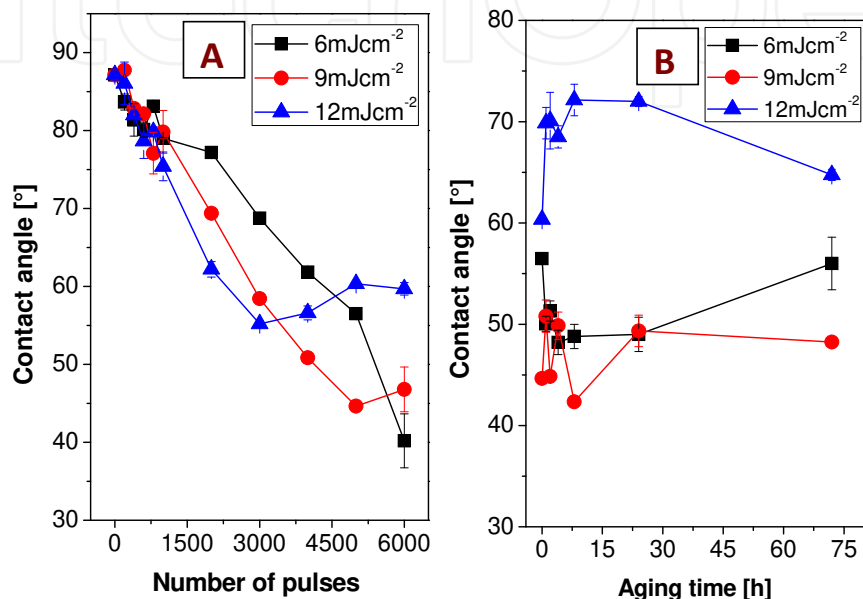 A
6mJcm-2
9mJcm-2
12mJcm-2
Contact angle [°]
90
80
70
60
50
40
30
0
1500
3000
4500
6000
Number of pulses
B
6mJcm-2
9mJcm-2
12mJcm-2
Contact angle [°]
80
70
60
50
40
30
0
15
30
45
60
75
Aging time [h]